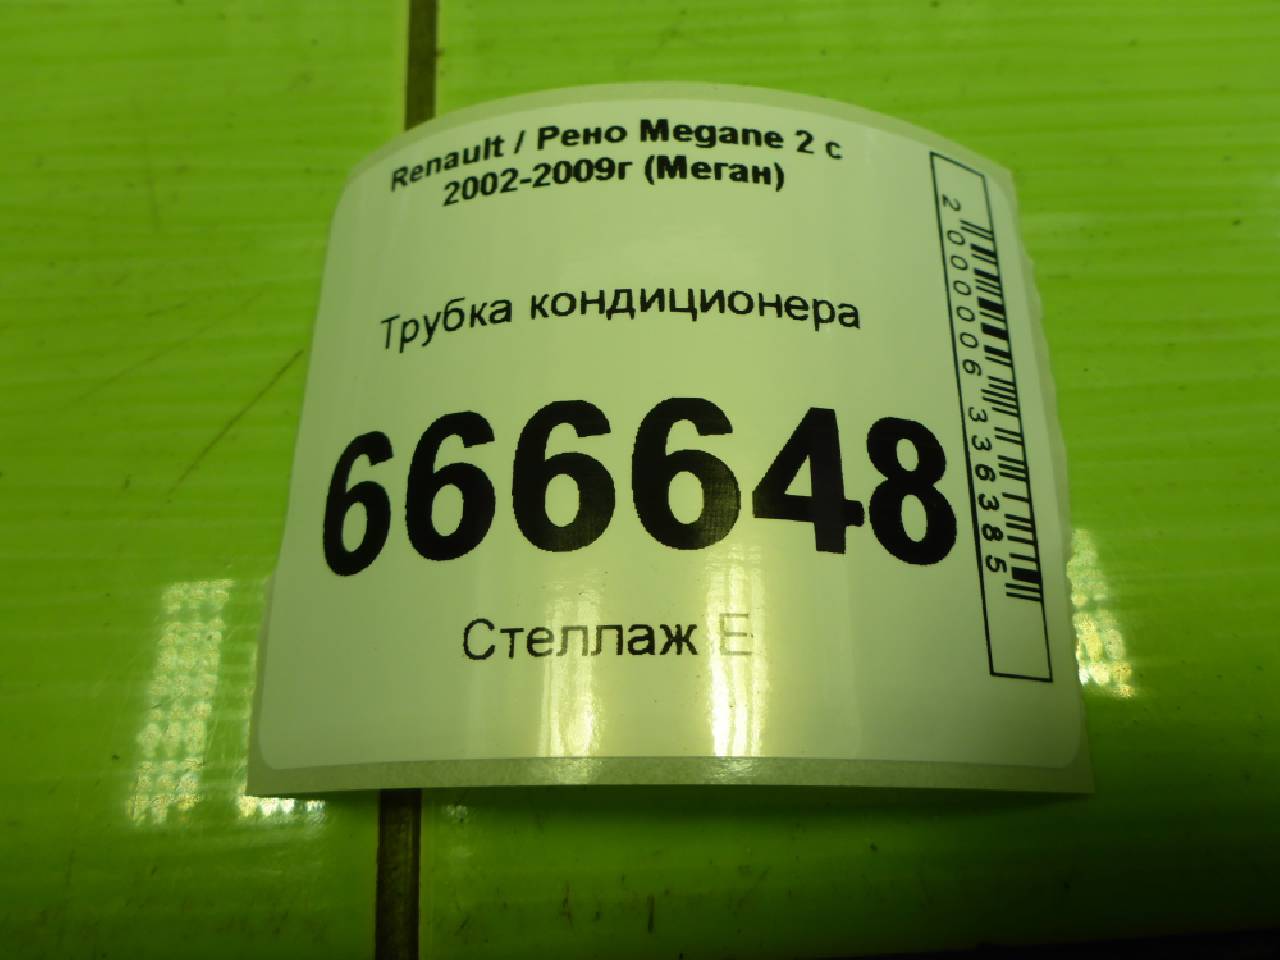 Renault / Рено Megane 2 с
2002-2009г (Меган)
Трубка кондиционера
666648
Стеллаж E
2000006336385